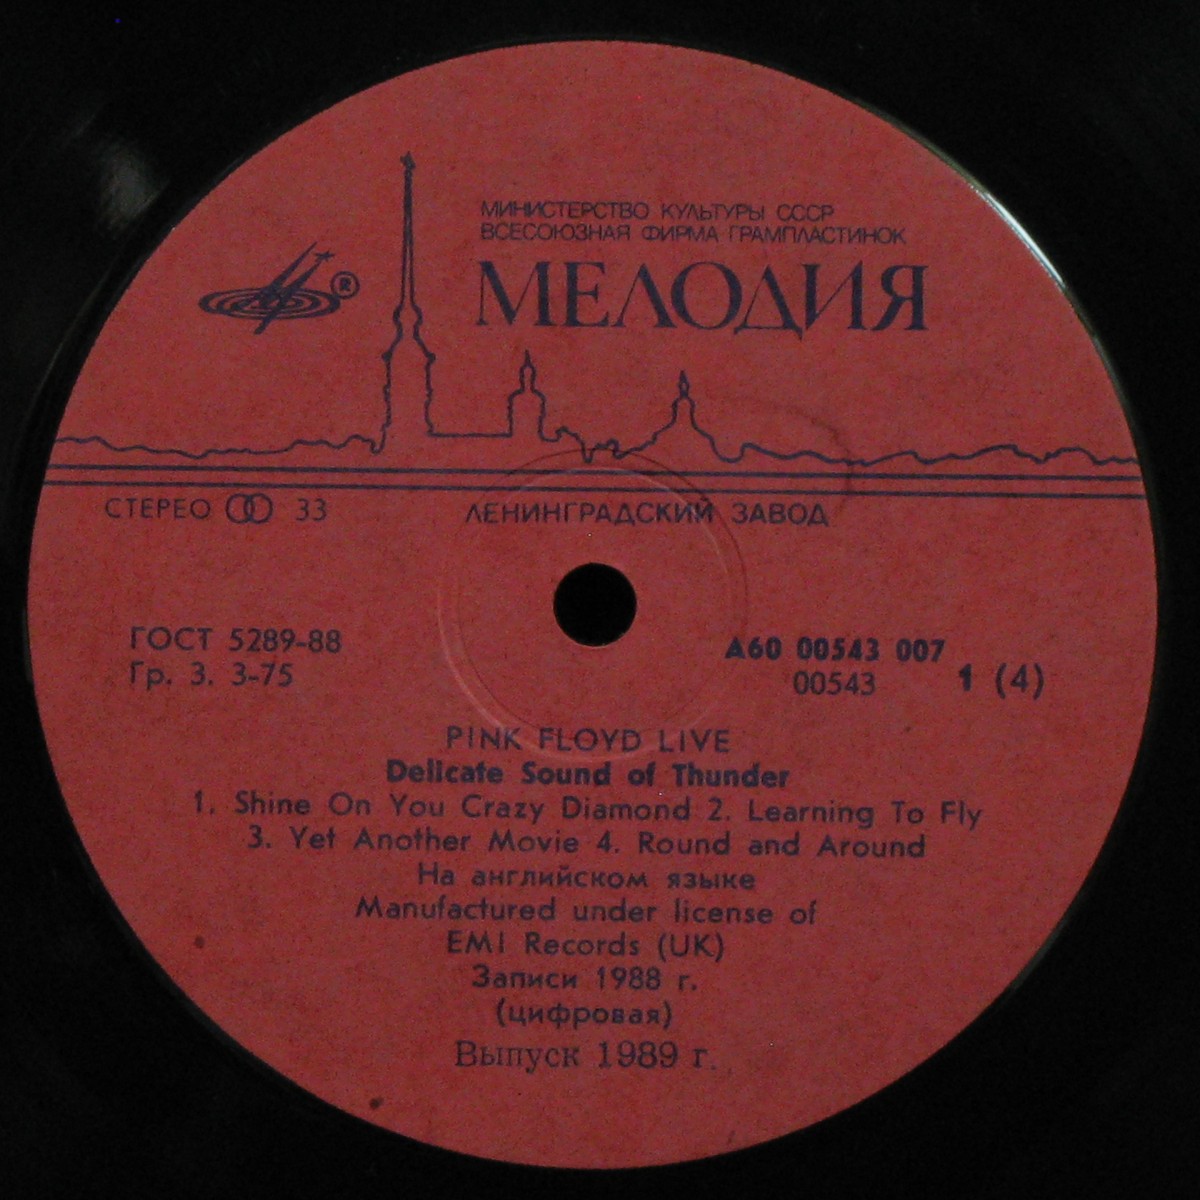 МИНИСТЕРСТВО КУЛЬТУРЫ СССР
ВСЕСОЮЗНАЯ ФИРМА ГРАМПЛАСТИНОК
МЕЛОДИЯ
®
СТЕРЕО 33
ЛЕНИНГРАДСКИЙ ЗАВОД
ГОСТ 5289-88
Гр. 3. 3-75
А60 00543 007
00543 1 (4)
PINK FLOYD LIVE
Delicate Sound of Thunder
1. Shine On You Crazy Diamond 2. Learning To Fly
3. Yet Another Movie 4. Round and Around
На английском языке
Manufactured under license of
EMI Records (UK)
Записи 1988 г.
(цифровая)
Выпуск 1989 г.